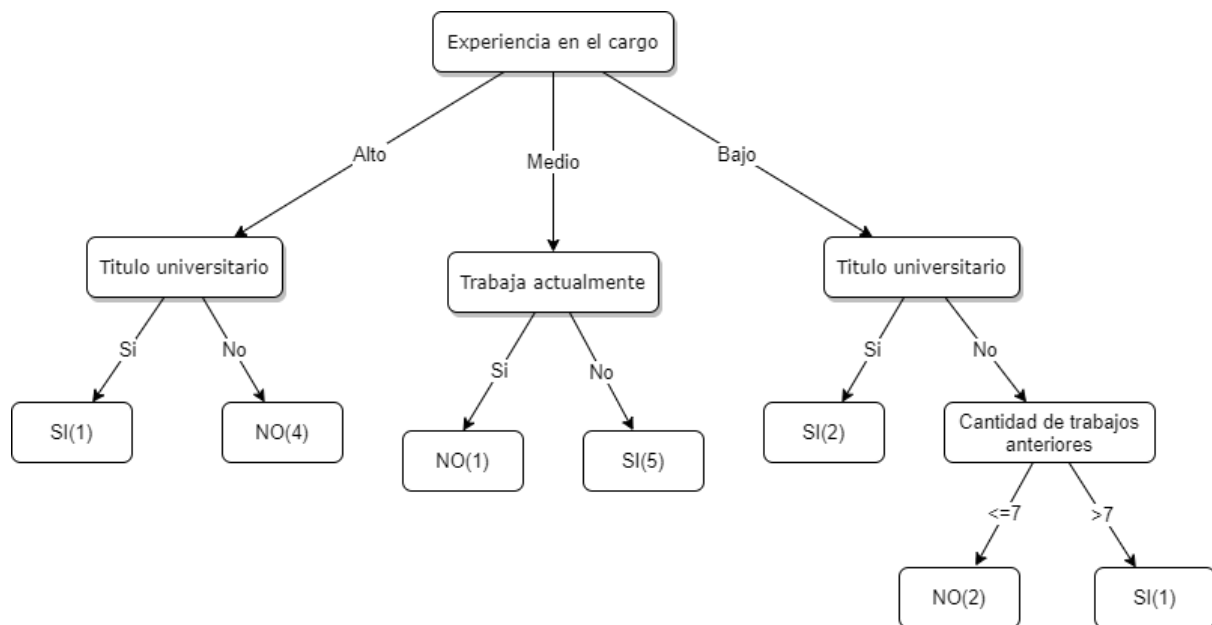 Experiencia en el cargo
Alto
Medio
Bajo
Titulo universitario
Trabaja actualmente
Titulo universitario
Si
No
Si
No
Si
No
SI(1)
NO(4)
NO(1)
SI(5)
SI(2)
Cantidad de trabajos
anteriores
<=7
>7
NO(2)
SI(1)